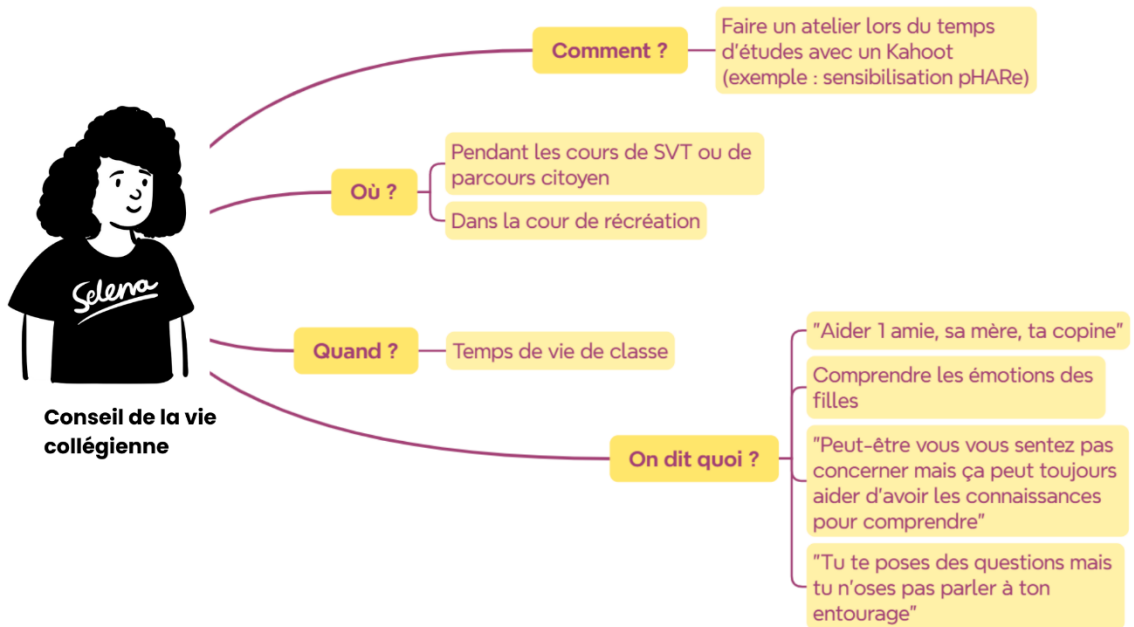 Comment ?
Faire un atelier lors du temps
d'études avec un Kahoot
(exemple : sensibilisation pHARe)
Où ?
Pendant les cours de SVT ou de
parcours citoyen
Dans la cour de récréation
Selena
Quand ?
Temps de vie de classe
Conseil de la vie
collégienne
On dit quoi ?
"Aider 1 amie, sa mère, ta copine"
Comprendre les émotions des
filles
"Peut-être vous vous sentez pas
concerner mais ça peut toujours
aider d'avoir les connaissances
pour comprendre"
"Tu te poses des questions mais
tu n'oses pas parler à ton
entourage"